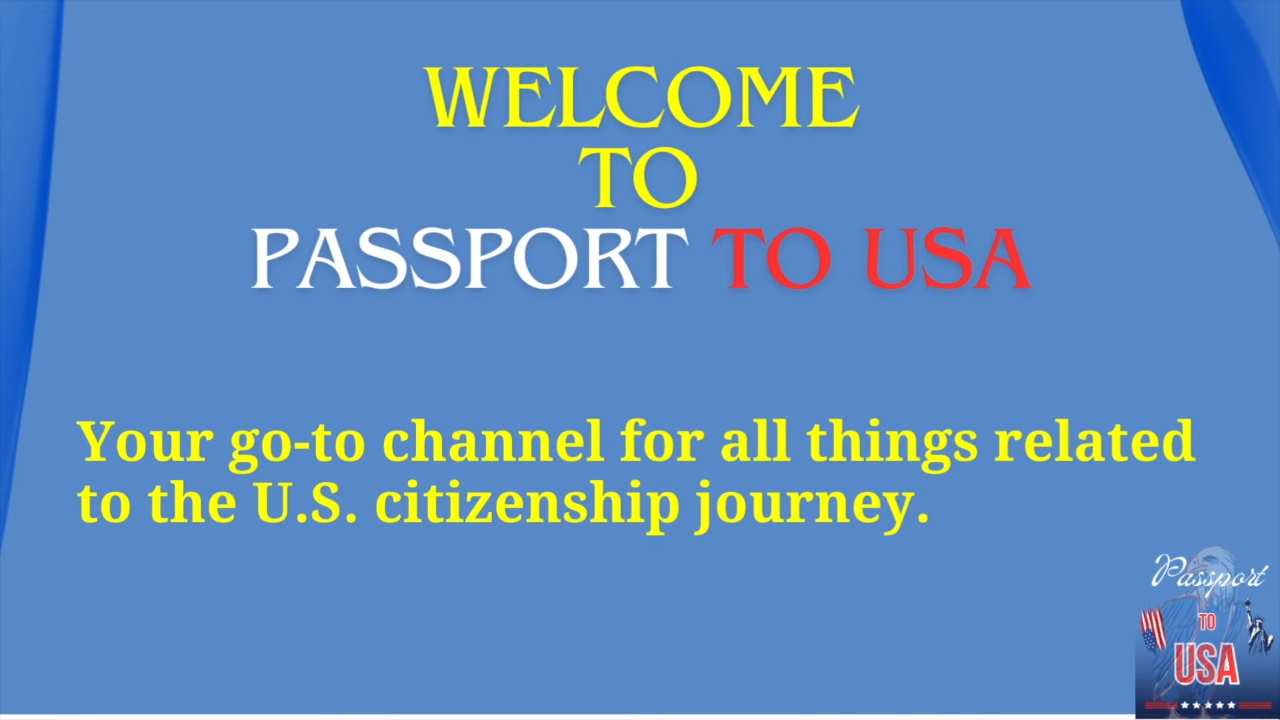 WELCOME
TO
PASSPORT TO USA
Your go-to channel for all things related
to the U.S. citizenship journey.
Passport
TO
USA